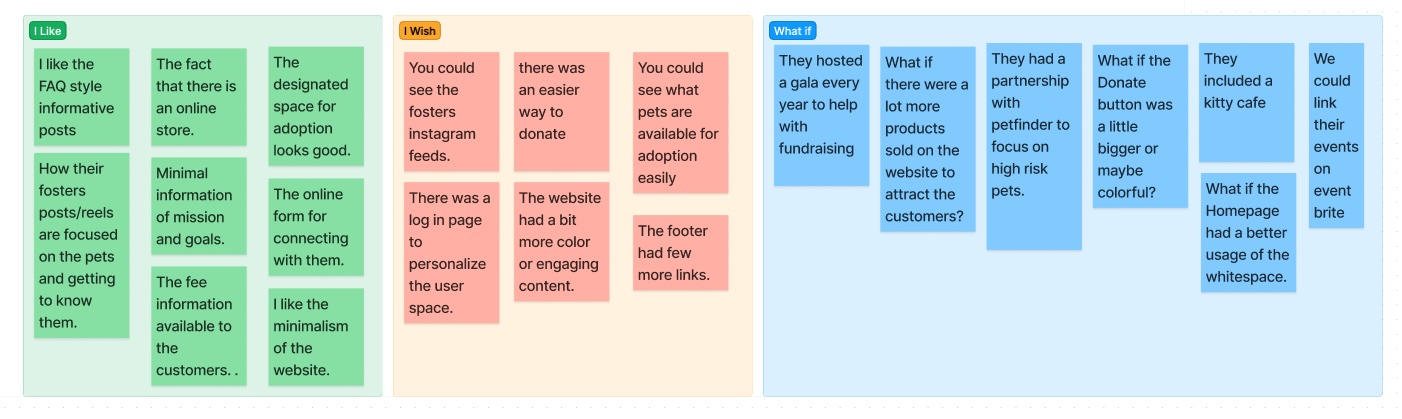 I Like
I like the
FAQ style
informative
posts
How their
fosters
posts/reels
are focused
on the pets
and getting
to know
them.
The fact
that there is
an online
store.
Minimal
information
of mission
and goals.
The fee
information
available to
the
customers. .
The
designated
space for
adoption
looks good.
The online
form for
connecting
with them.
I like the
minimalism
of the
website.
I Wish
You could
see the
fosters
instagram
feeds.
There was a
log in page
to
personalize
the user
space.
there was
an easier
way to
donate
The website
had a bit
more color
or engaging
content.
You could
see what
pets are
available for
adoption
easily
The footer
had few
more links.
What if
They hosted
a gala every
year to help
with
fundraising
What if
there were a
lot more
products
sold on the
website to
attract the
customers?
They had a
partnership
with
petfinder to
focus on
high risk
pets.
What if the
Donate
button was
a little
bigger or
maybe
colorful?
They
included a
kitty cafe
What if the
Homepage
had a better
usage of the
whitespace.
We
could
link
their
events
on
event
brite